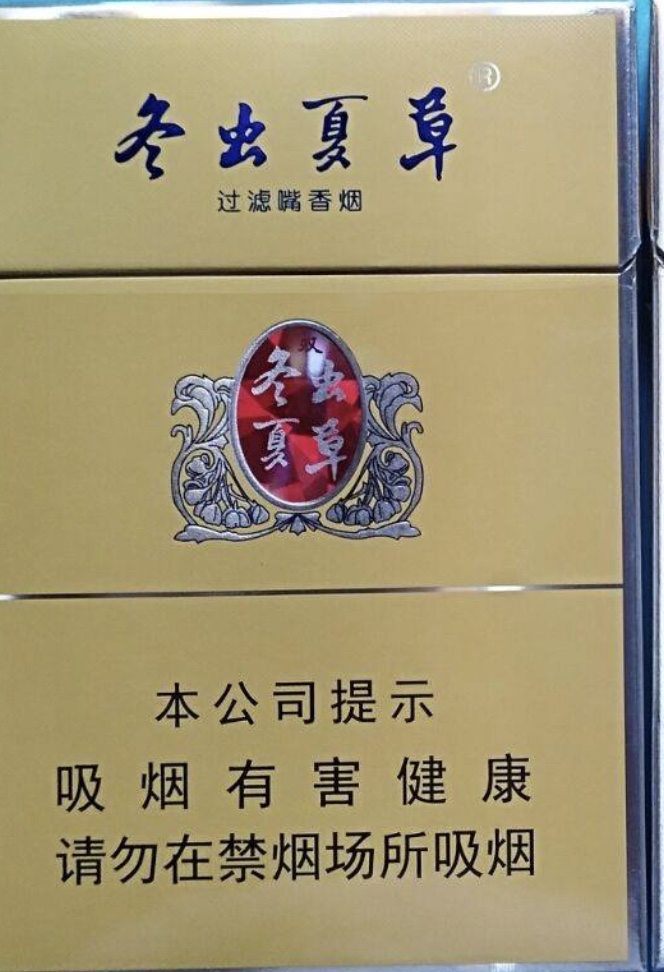 冬虫夏草®
过滤嘴香烟
双
冬虫
夏草
本公司提示
吸烟有害健康
请勿在禁烟场所吸烟